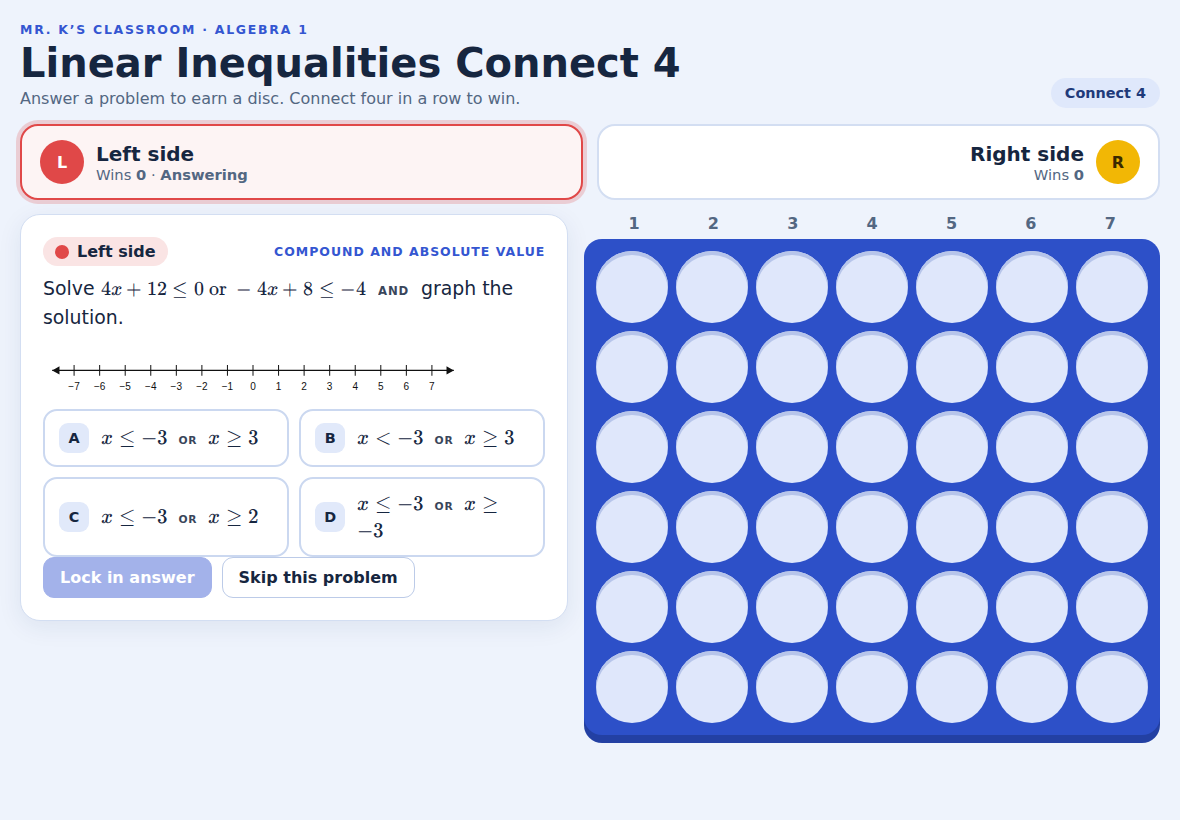 MR. K'S CLASSROOM · ALGEBRA 1
Linear Inequalities Connect 4
Answer a problem to earn a disc. Connect four in a row to win.
Connect 4
L
Left side
Wins 0 · Answering
Right side
Wins 0
R
Left side
COMPOUND AND ABSOLUTE VALUE
Solve 4x + 12 ≤ 0 or − 4x + 8 ≤ −4 AND graph the
solution.
−7 −6 −5 −4 −3 −2 −1 0 1 2 3 4 5 6 7
A x ≤ −3 OR x ≥ 3
B x < −3 OR x ≥ 3
C x ≤ −3 OR x ≥ 2
D x ≤ −3 OR x ≥
−3
Lock in answer
Skip this problem
1 2 3 4 5 6 7